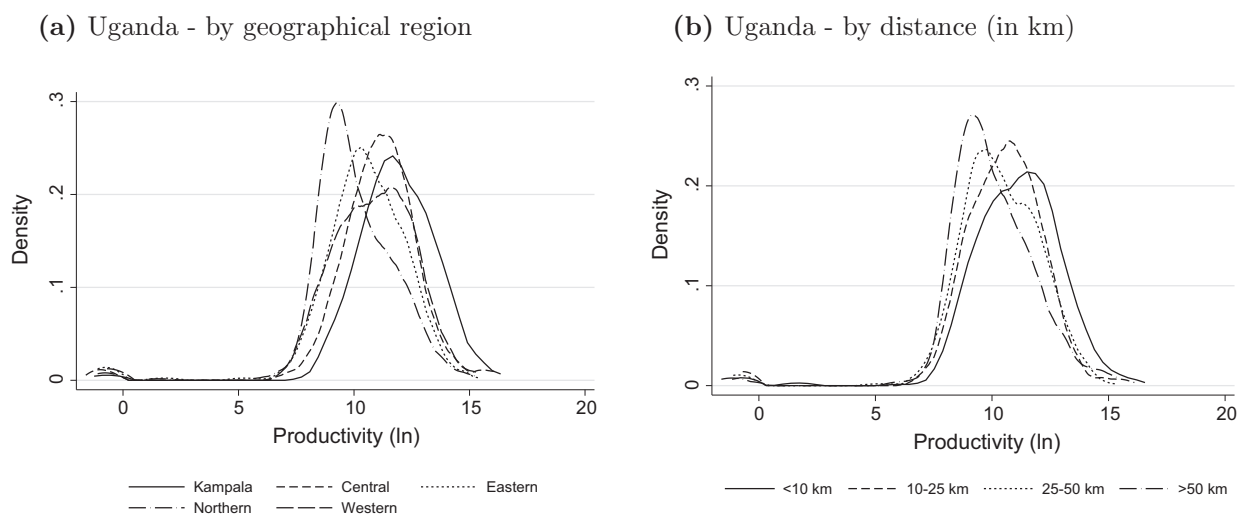 (a) Uganda - by geographical region
.3
.2
.1
0
Density
0 5 10 15 20
Productivity (ln)
Kampala Central Eastern
Northern Western
(b) Uganda - by distance (in km)
.3
.2
.1
0
Density
0 5 10 15 20
Productivity (ln)
<10 km 10-25 km 25-50 km >50 km